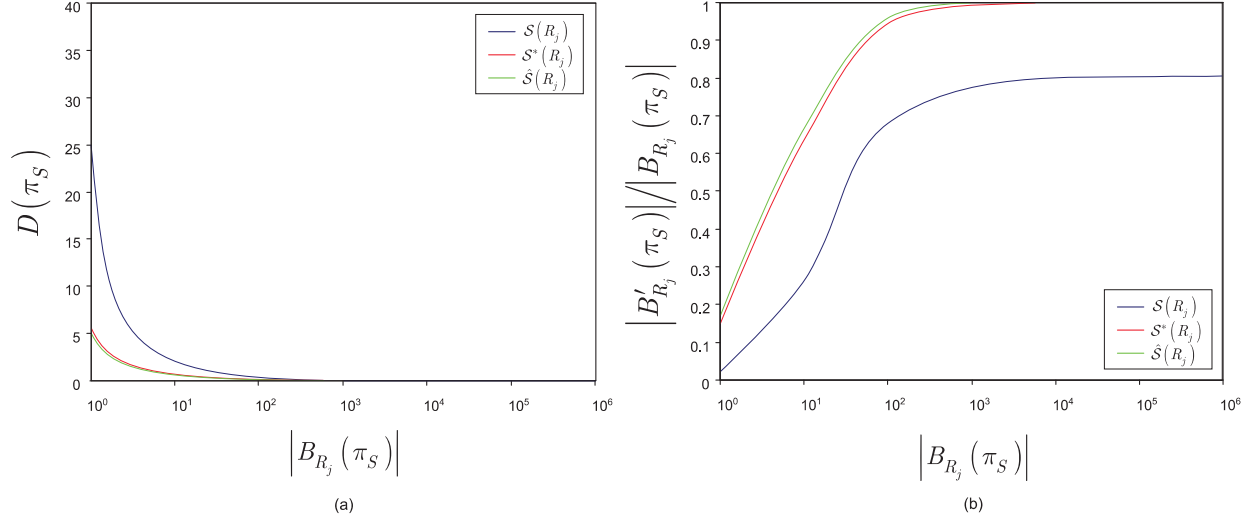 40
35
30
25
20
15
10
5
0
D(π_S)
10^0 10^1 10^2 10^3 10^4 10^5 10^6
|B_{R_j}(π_S)|
S(R_j)
S*(R_j)
Ŝ(R_j)
(a)
1
0.9
0.8
0.7
0.6
0.5
0.4
0.3
0.2
0.1
0
|B'_{R_j}(π_S)|/|B_{R_j}(π_S)|
10^0 10^1 10^2 10^3 10^4 10^5 10^6
|B_{R_j}(π_S)|
S(R_j)
S*(R_j)
Ŝ(R_j)
(b)